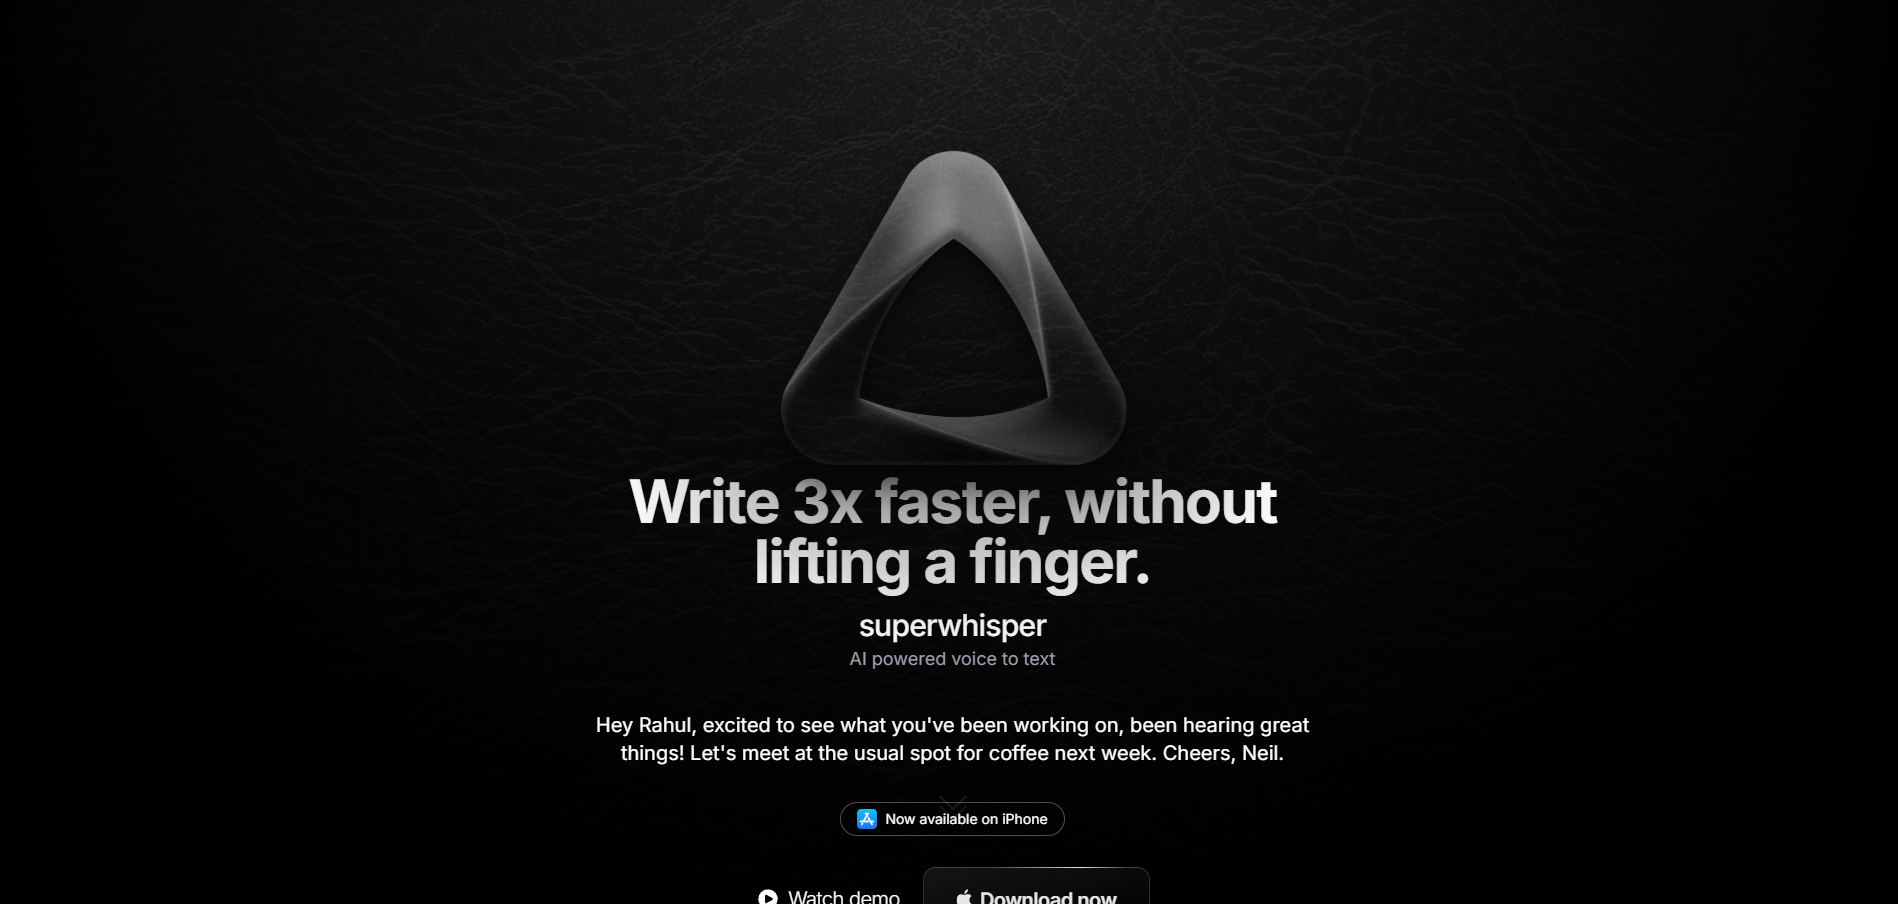 Write 3x faster, without
lifting a finger.
superwhisper
AI powered voice to text
Hey Rahul, excited to see what you've been working on, been hearing great
things! Let's meet at the usual spot for coffee next week. Cheers, Neil.
Now available on iPhone
Watch demo
Download now